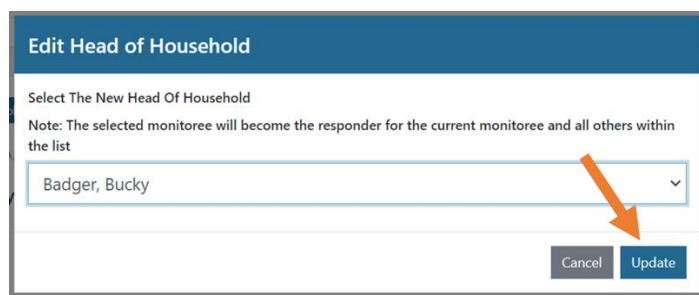 Edit Head of Household
Select The New Head Of Household
Note: The selected monitoree will become the responder for the current monitoree and all others within
the list
Badger, Bucky
Cancel Update